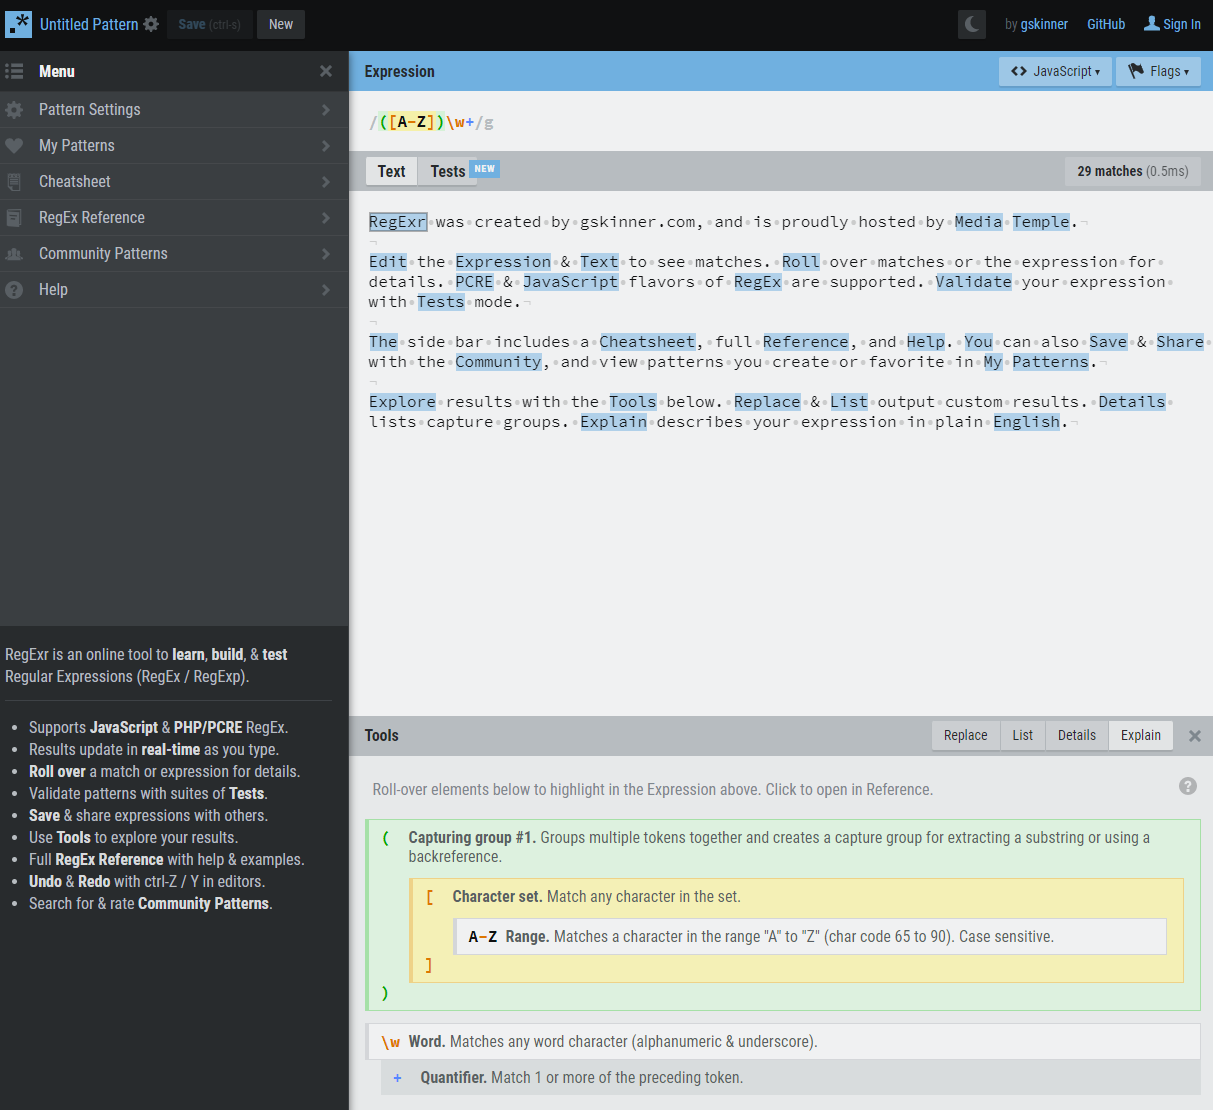 Untitled Pattern Save (ctrl-s) New by gskinner GitHub Sign In
Menu
Pattern Settings
My Patterns
Cheatsheet
RegEx Reference
Community Patterns
Help
RegExr is an online tool to learn, build, & test
Regular Expressions (RegEx / RegExp).
• Supports JavaScript & PHP/PCRE RegEx.
• Results update in real-time as you type.
• Roll over a match or expression for details.
• Validate patterns with suites of Tests.
• Save & share expressions with others.
• Use Tools to explore your results.
• Full RegEx Reference with help & examples.
• Undo & Redo with ctrl-Z / Y in editors.
• Search for & rate Community Patterns.
Expression JavaScript Flags
/([A-Z])\w+/g
Text Tests NEW 29 matches (0.5ms)
RegExr was created by gskinner.com, and is proudly hosted by Media Temple.
Edit the Expression & Text to see matches. Roll over matches or the expression for
details. PCRE & JavaScript flavors of RegEx are supported. Validate your expression
with Tests mode.
The side bar includes a Cheatsheet, full Reference, and Help. You can also Save & Share
with the Community, and view patterns you create or favorite in My Patterns.
Explore results with the Tools below. Replace & List output custom results. Details
lists capture groups. Explain describes your expression in plain English.
Tools Replace List Details Explain
Roll-over elements below to highlight in the Expression above. Click to open in Reference. ?
( Capturing group #1. Groups multiple tokens together and creates a capture group for extracting a substring or using a
backreference.
[ Character set. Match any character in the set.
A-Z Range. Matches a character in the range "A" to "Z" (char code 65 to 90). Case sensitive.
]
)
\w Word. Matches any word character (alphanumeric & underscore).
+ Quantifier. Match 1 or more of the preceding token.